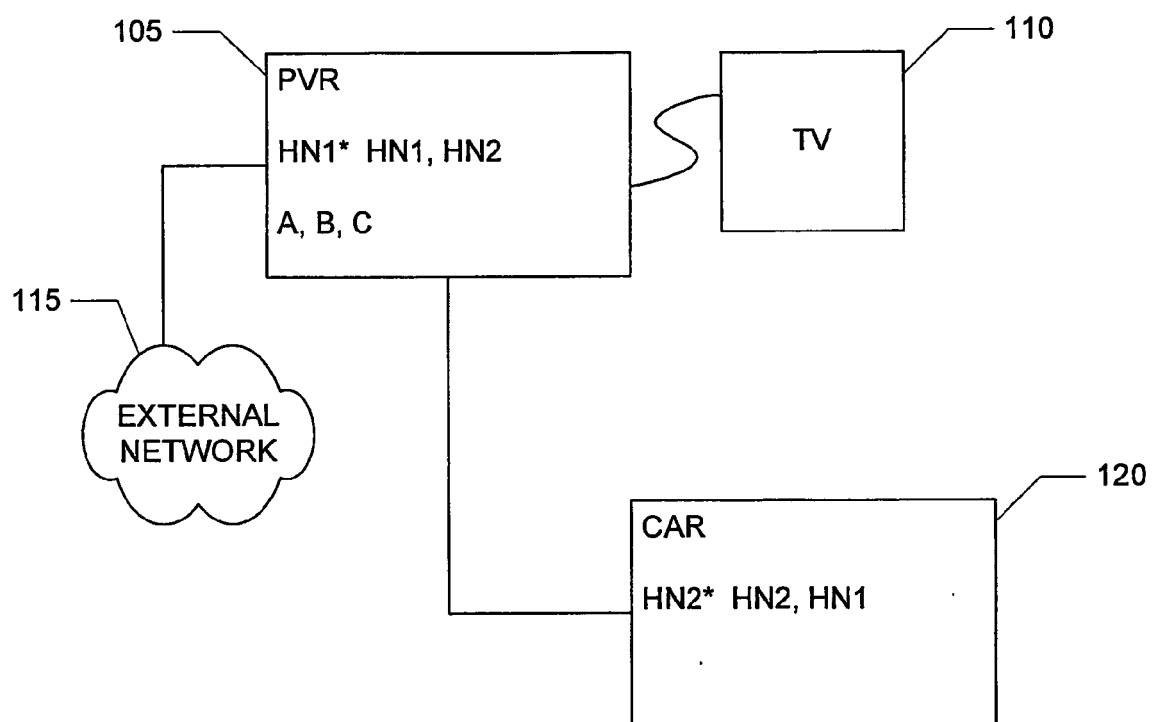 105
110
PVR
HN1* HN1, HN2
A, B, C
TV
115
EXTERNAL
NETWORK
120
CAR
HN2* HN2, HN1